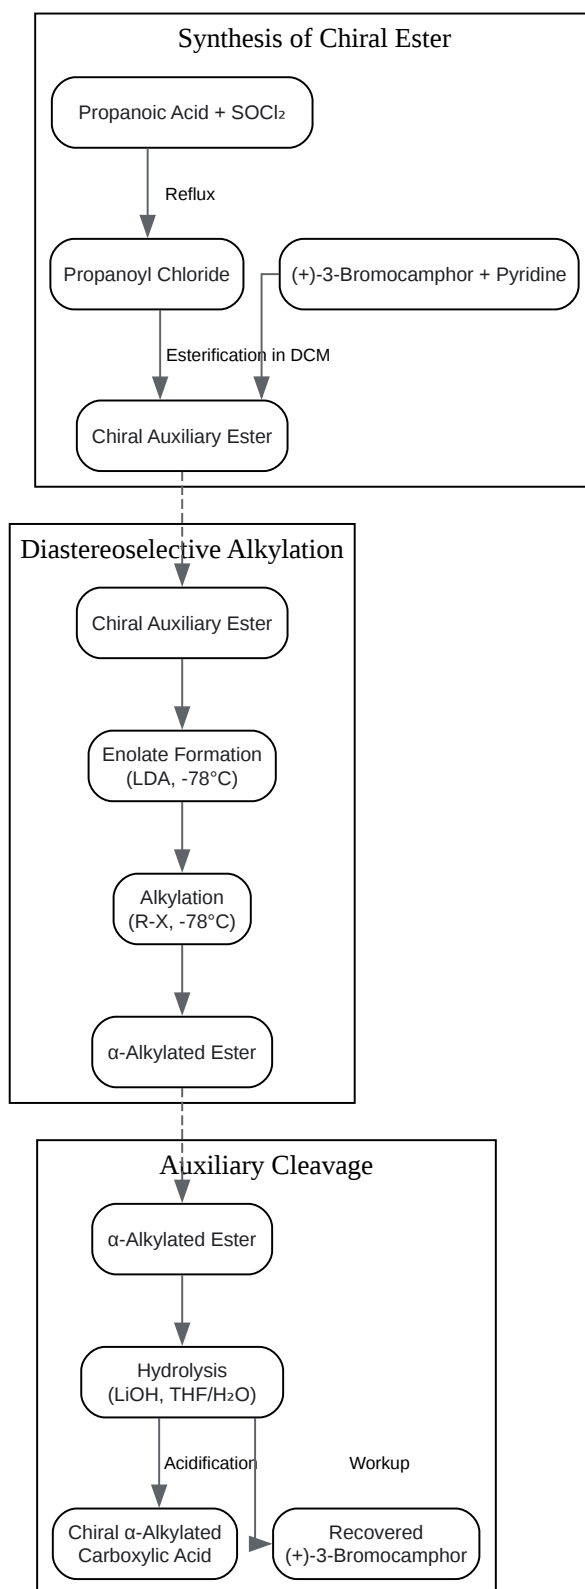 Synthesis of Chiral Ester
Propanoic Acid + SOCl₂
Reflux
Propanoyl Chloride
(+)-3-Bromocamphor + Pyridine
Esterification in DCM
Chiral Auxiliary Ester
Diastereoselective Alkylation
Chiral Auxiliary Ester
Enolate Formation
(LDA, -78°C)
Alkylation
(R-X, -78°C)
α-Alkylated Ester
Auxiliary Cleavage
α-Alkylated Ester
Hydrolysis
(LiOH, THF/H₂O)
Acidification
Workup
Chiral α-Alkylated
Carboxylic Acid
Recovered
(+)-3-Bromocamphor